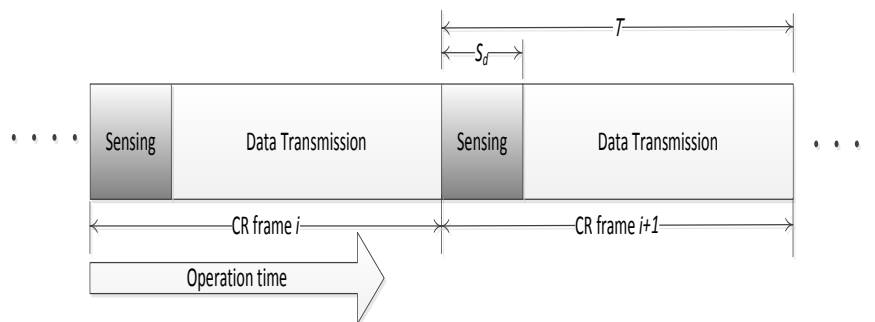 T
S_d
Sensing
Data Transmission
Sensing
Data Transmission
CR frame i
CR frame i+1
Operation time